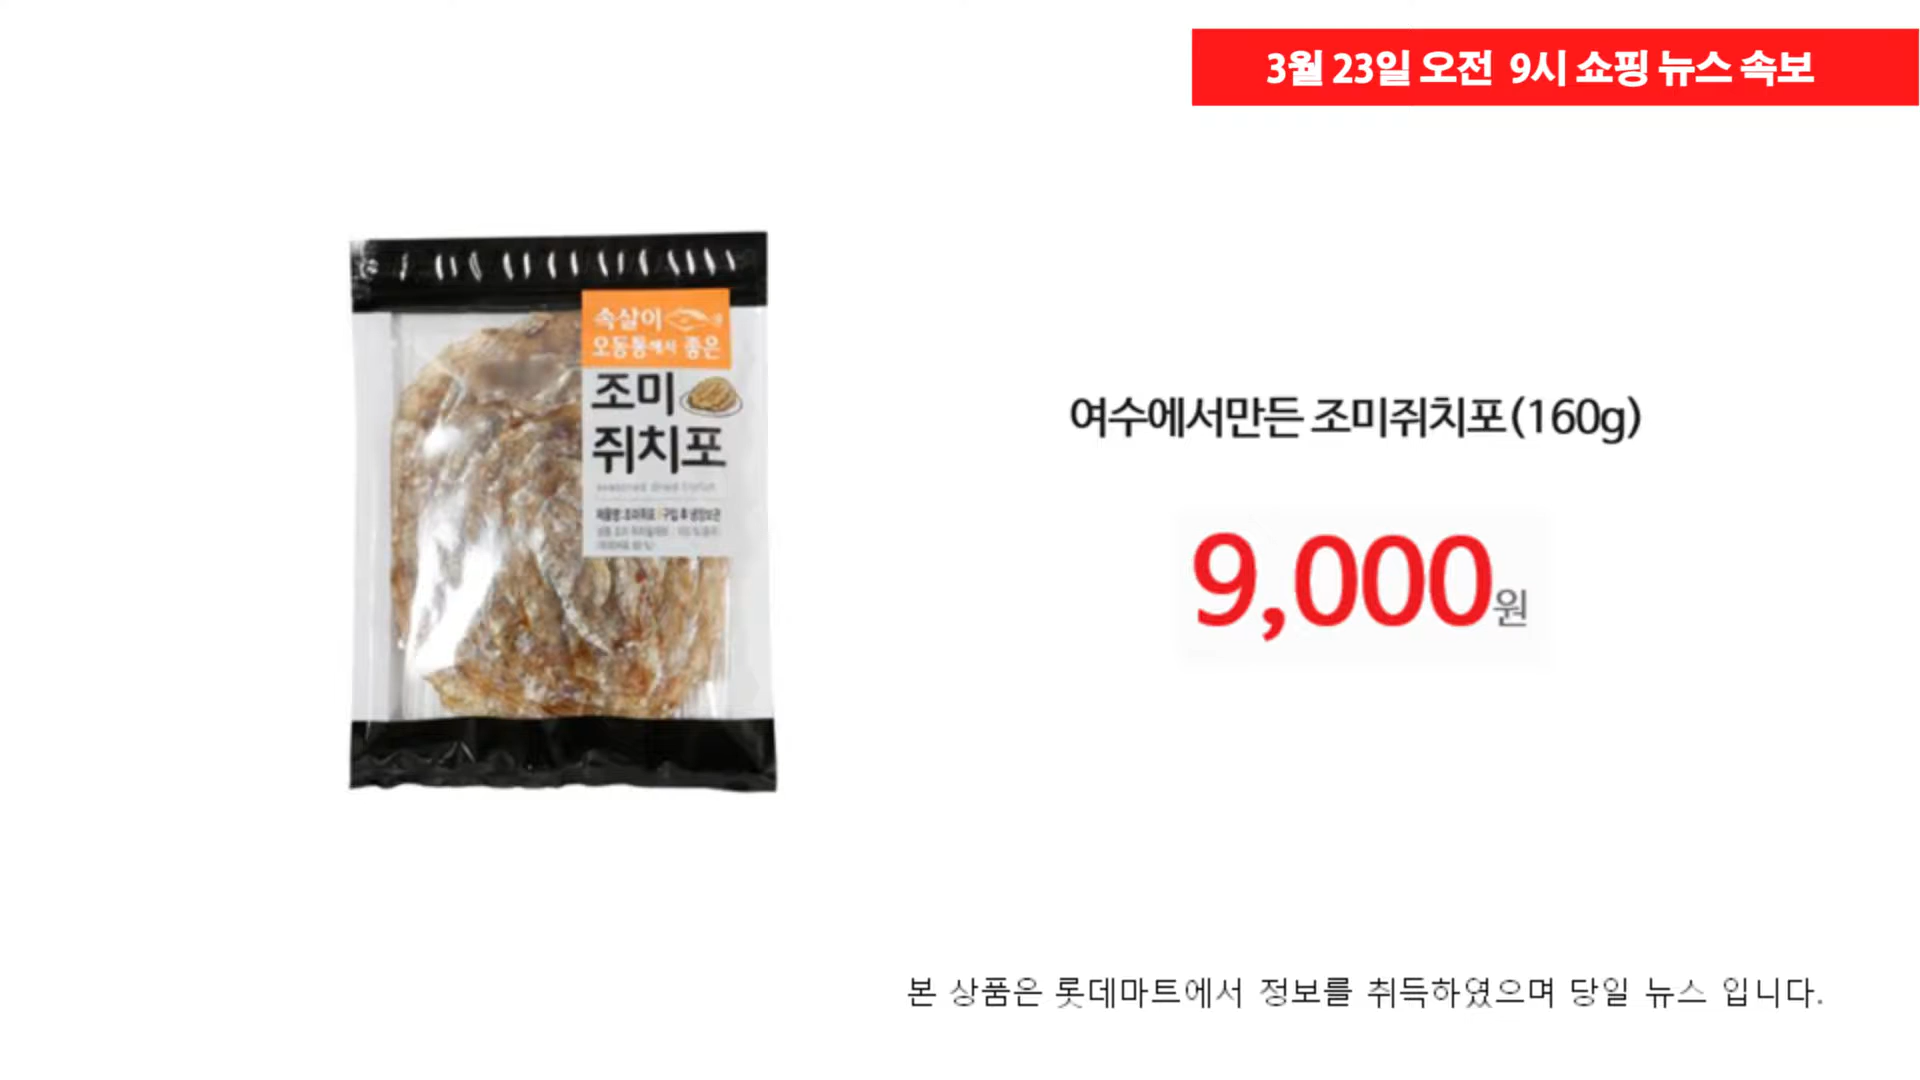 3월 23일 오전 9시 쇼핑 뉴스 속보
속살이
오동통해서 좋은
조미
쥐치포
여수에서만든 조미쥐치포(160g)
9,000원
본 상품은 롯데마트에서 정보를 취득하였으며 당일 뉴스 입니다.